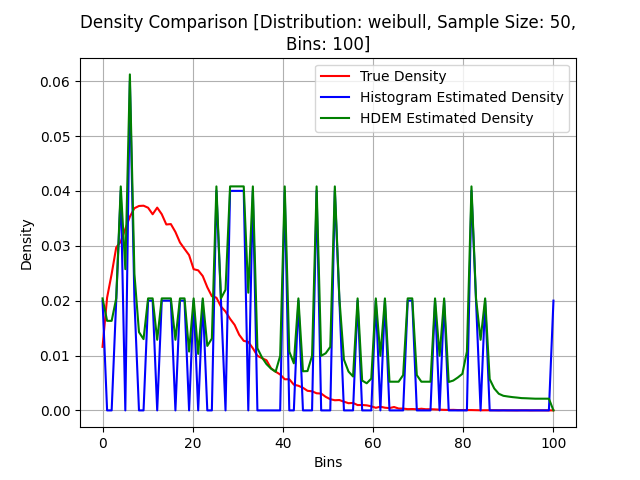 Density Comparison [Distribution: weibull, Sample Size: 50,
Bins: 100]
True Density
Histogram Estimated Density
HDEM Estimated Density
Density
0.06
0.05
0.04
0.03
0.02
0.01
0.00
0 20 40 60 80 100
Bins